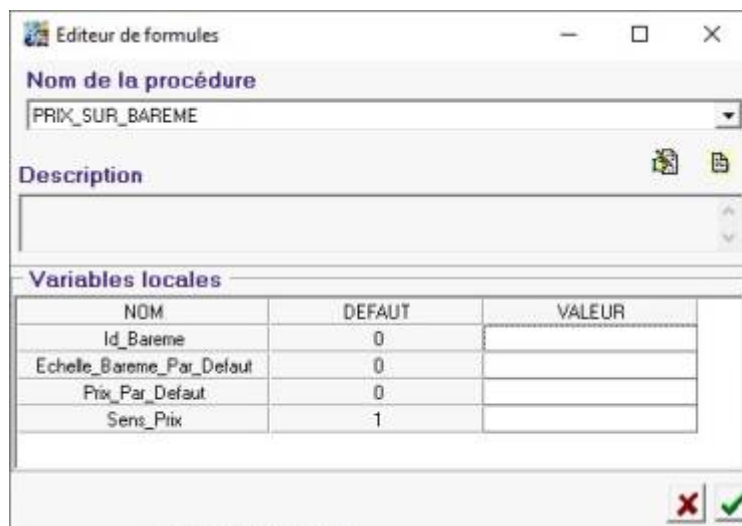 Editeur de formules
Nom de la procédure
PRIX_SUR_BAREME
Description
Variables locales
NOM DEFAUT VALEUR
Id_Bareme 0
Echelle_Bareme_Par_Defaut 0
Prix_Par_Defaut 0
Sens_Prix 1